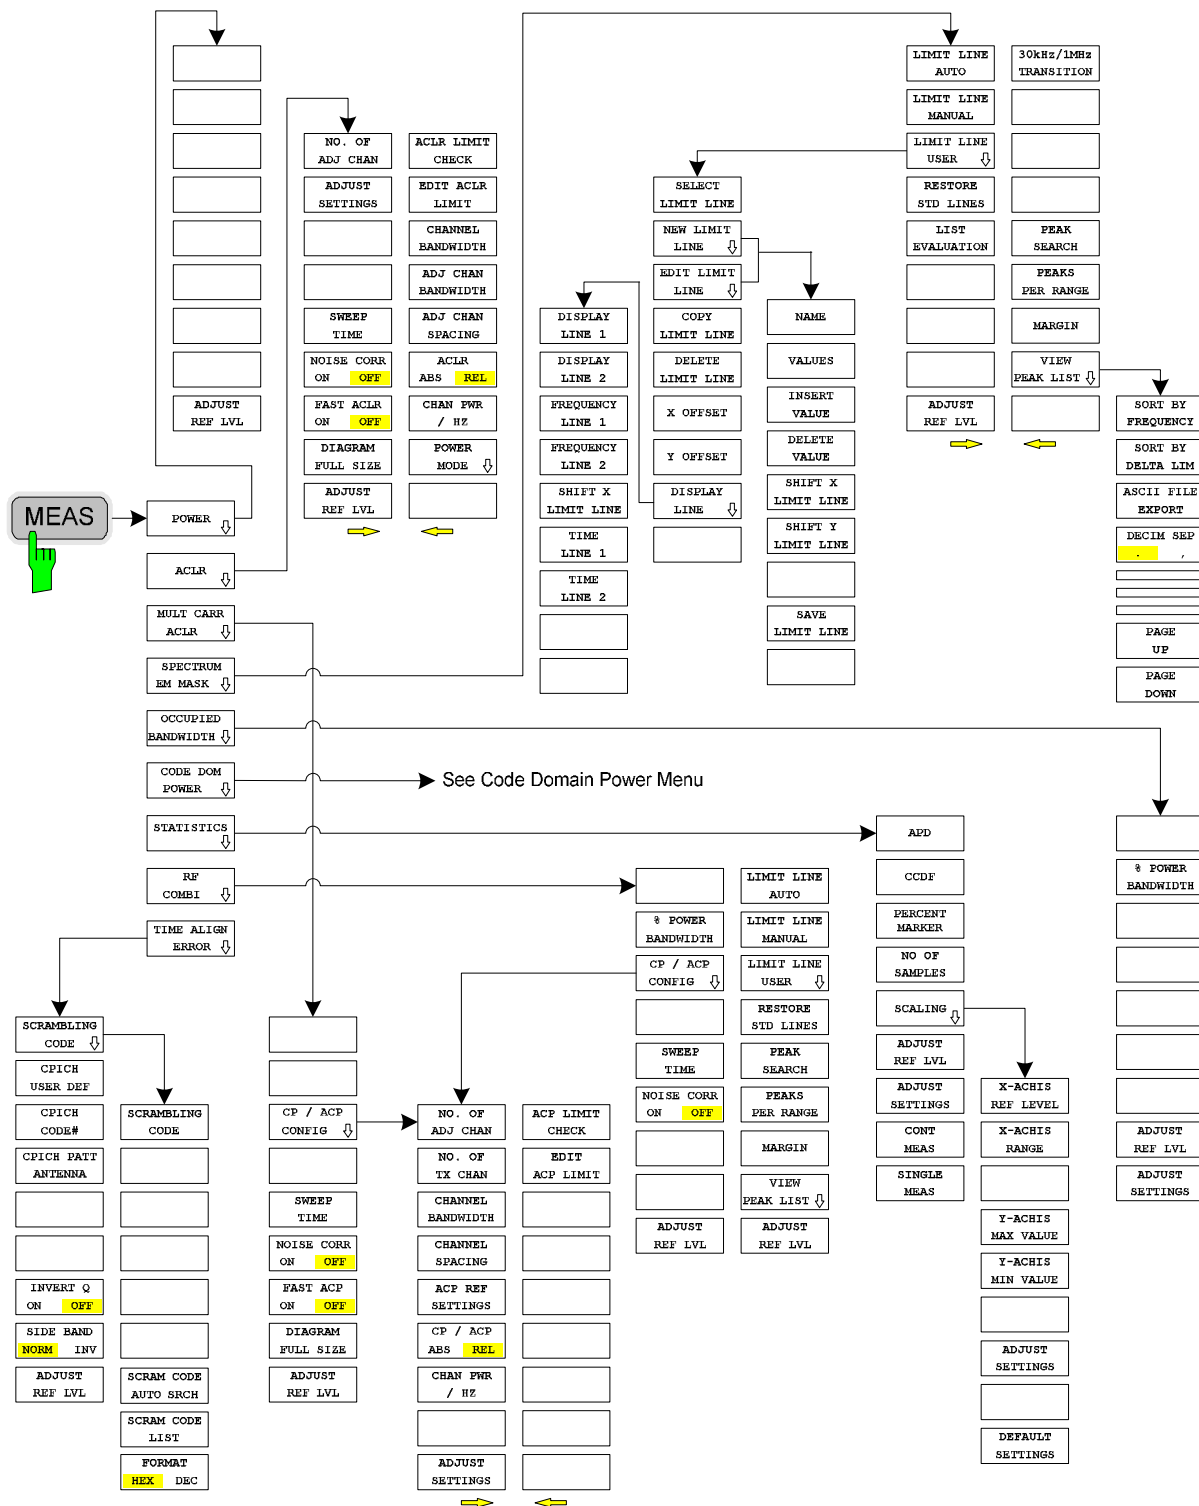 ADJUST
REF LVL
MEAS
POWER
ACLR
MULT CARR
ACLR
SPECTRUM
EM MASK
OCCUPIED
BANDWIDTH
CODE DOM
POWER
STATISTICS
RF
COMBI
TIME ALIGN
ERROR
See Code Domain Power Menu
NO. OF
ADJ CHAN
ADJUST
SETTINGS
SWEEP
TIME
NOISE CORR
ON OFF
FAST ACLR
ON OFF
DIAGRAM
FULL SIZE
ADJUST
REF LVL
ACLR LIMIT
CHECK
EDIT ACLR
LIMIT
CHANNEL
BANDWIDTH
ADJ CHAN
BANDWIDTH
ADJ CHAN
SPACING
ACLR
ABS REL
CHAN PWR
/ HZ
POWER
MODE
DISPLAY
LINE 1
DISPLAY
LINE 2
FREQUENCY
LINE 1
FREQUENCY
LINE 2
SHIFT X
LIMIT LINE
TIME
LINE 1
TIME
LINE 2
SELECT
LIMIT LINE
NEW LIMIT
LINE
EDIT LIMIT
LINE
COPY
LIMIT LINE
DELETE
LIMIT LINE
X OFFSET
Y OFFSET
DISPLAY
LINE
NAME
VALUES
INSERT
VALUE
DELETE
VALUE
SHIFT X
LIMIT LINE
SHIFT Y
LIMIT LINE
SAVE
LIMIT LINE
LIMIT LINE
AUTO
LIMIT LINE
MANUAL
LIMIT LINE
USER
RESTORE
STD LINES
LIST
EVALUATION
ADJUST
REF LVL
30kHz/1MHz
TRANSITION
PEAK
SEARCH
PEAKS
PER RANGE
MARGIN
VIEW
PEAK LIST
SORT BY
FREQUENCY
SORT BY
DELTA LIM
ASCII FILE
EXPORT
DECIM SEP
. ,
PAGE
UP
PAGE
DOWN
SCRAMBLING
CODE
CPICH
USER DEF
CPICH
CODE#
CPICH PATT
ANTENNA
INVERT Q
ON OFF
SIDE BAND
NORM INV
ADJUST
REF LVL
SCRAMBLING
CODE
SCRAM CODE
AUTO SRCH
SCRAM CODE
LIST
FORMAT
HEX DEC
CP / ACP
CONFIG
SWEEP
TIME
NOISE CORR
ON OFF
FAST ACP
ON OFF
DIAGRAM
FULL SIZE
ADJUST
REF LVL
NO. OF
ADJ CHAN
NO. OF
TX CHAN
CHANNEL
BANDWIDTH
CHANNEL
SPACING
ACP REF
SETTINGS
CP / ACP
ABS REL
CHAN PWR
/ HZ
ADJUST
SETTINGS
ACP LIMIT
CHECK
EDIT
ACP LIMIT
% POWER
BANDWIDTH
CP / ACP
CONFIG
SWEEP
TIME
NOISE CORR
ON OFF
ADJUST
REF LVL
LIMIT LINE
AUTO
LIMIT LINE
MANUAL
LIMIT LINE
USER
RESTORE
STD LINES
PEAK
SEARCH
PEAKS
PER RANGE
MARGIN
VIEW
PEAK LIST
ADJUST
REF LVL
APD
CCDF
PERCENT
MARKER
NO OF
SAMPLES
SCALING
ADJUST
REF LVL
ADJUST
SETTINGS
CONT
MEAS
SINGLE
MEAS
X-ACHIS
REF LEVEL
X-ACHIS
RANGE
Y-ACHIS
MAX VALUE
Y-ACHIS
MIN VALUE
ADJUST
SETTINGS
DEFAULT
SETTINGS
% POWER
BANDWIDTH
ADJUST
REF LVL
ADJUST
SETTINGS